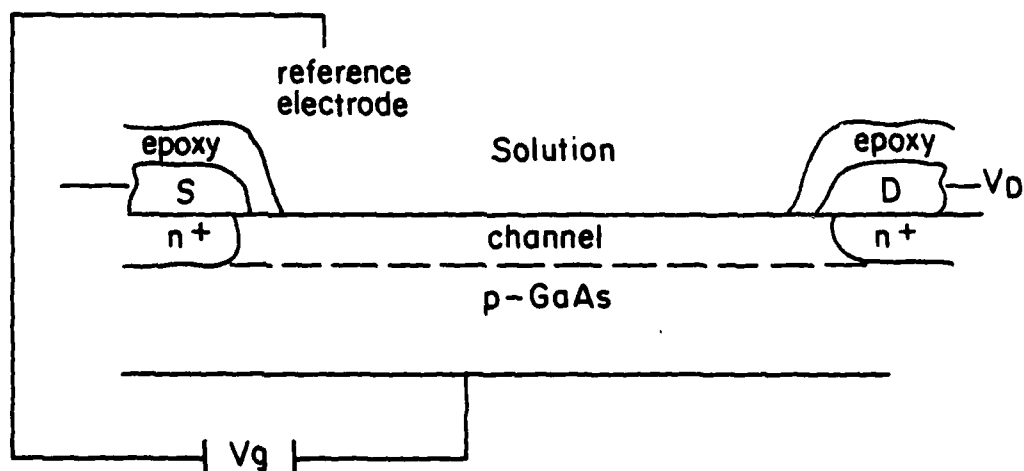 reference
electrode
epoxy
Solution
epoxy
S
D
V_D
n+
channel
n+
p-GaAs
Vg